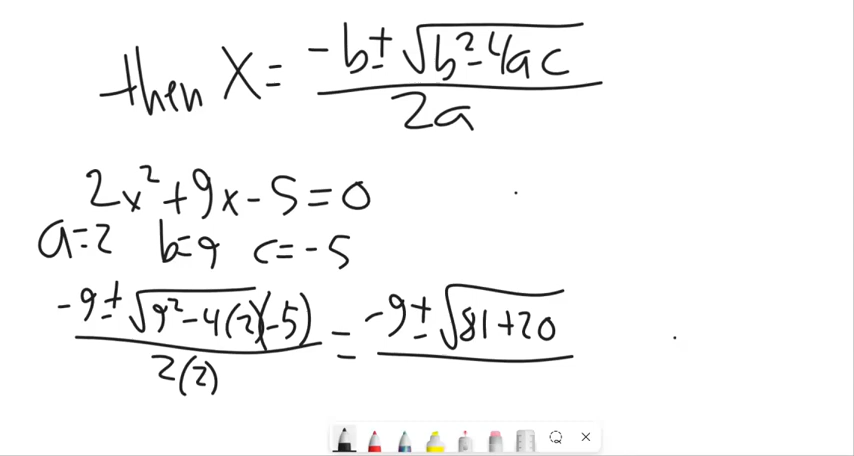 then X = (-b ± √(b² - 4ac)) / 2a
2x² + 9x - 5 = 0
a = 2 b = 9 c = -5
(-9 ± √(9² - 4(2)(-5))) / 2(2) = -9 ± √(81 + 20)